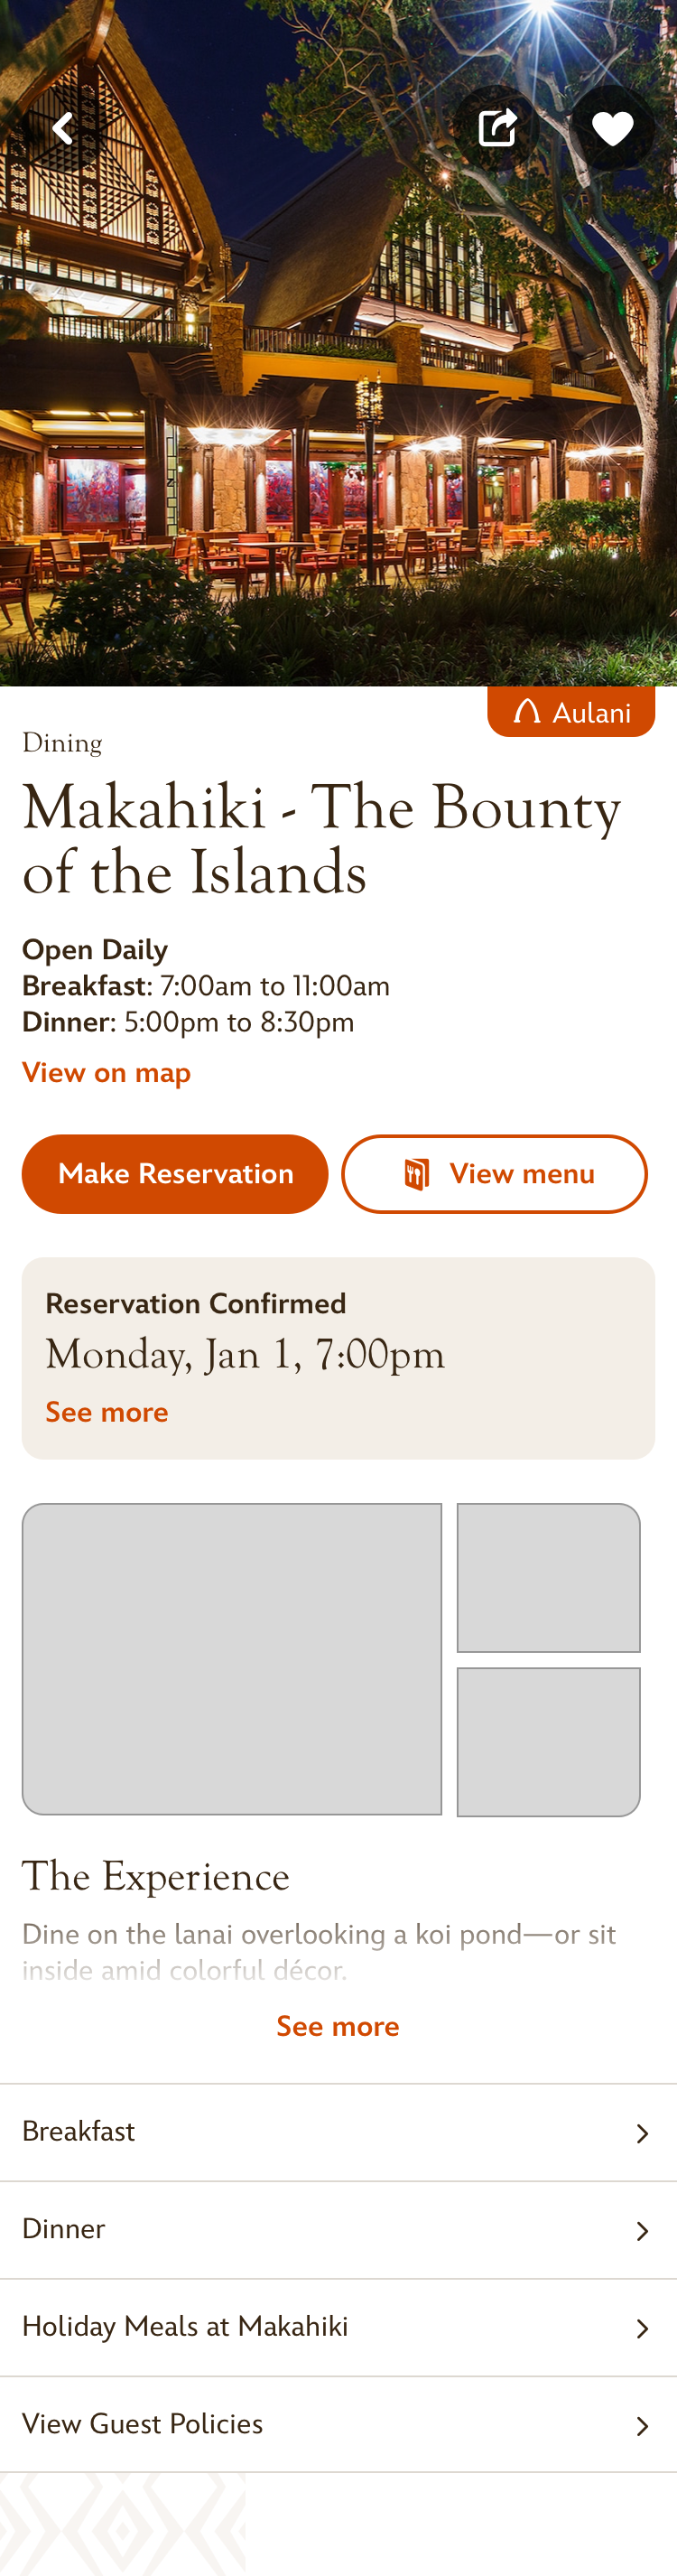 Aulani
Dining
Makahiki - The Bounty
of the Islands
Open Daily
Breakfast: 7:00am to 11:00am
Dinner: 5:00pm to 8:30pm
View on map
Make Reservation
View menu
Reservation Confirmed
Monday, Jan 1, 7:00pm
See more
The Experience
Dine on the lanai overlooking a koi pond—or sit
inside amid colorful décor.
See more
Breakfast
Dinner
Holiday Meals at Makahiki
View Guest Policies